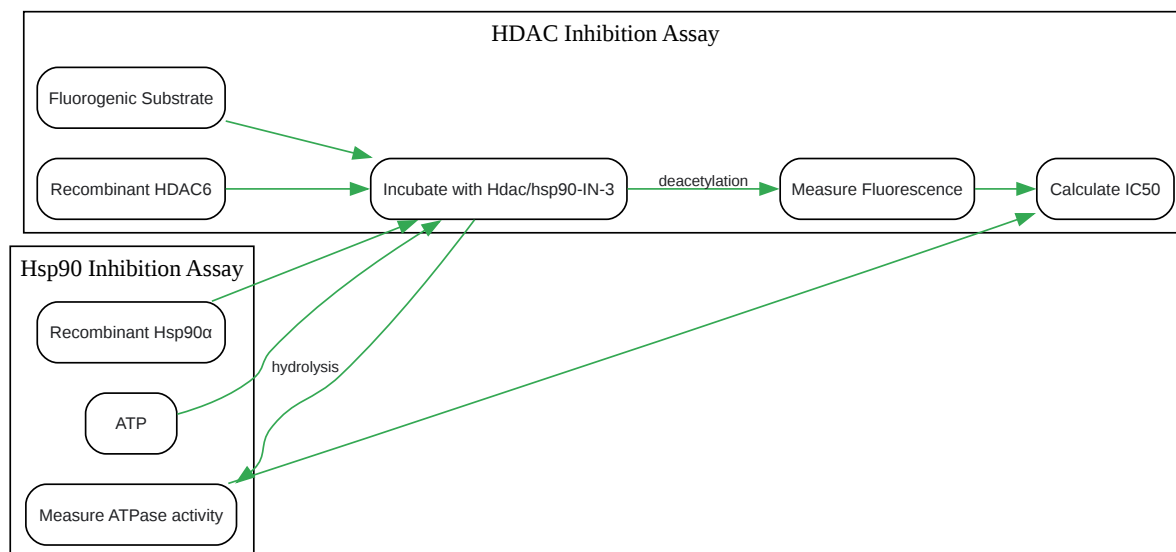 HDAC Inhibition Assay
Fluorogenic Substrate
Recombinant HDAC6
Incubate with Hdac/hsp90-IN-3
deacetylation
Measure Fluorescence
Calculate IC50
Hsp90 Inhibition Assay
Recombinant Hsp90α
hydrolysis
ATP
Measure ATPase activity